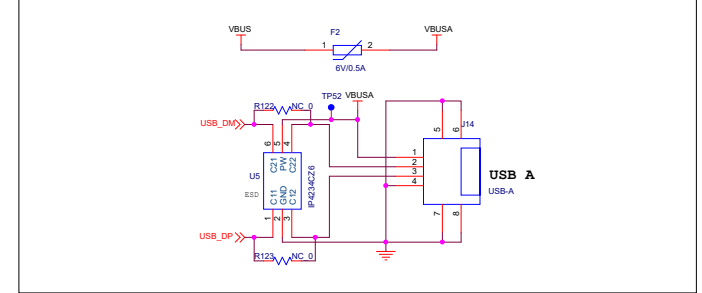 VBUS
F2
VBUSA
1
2
6V/0.5A
R122
NC_0
TP52
VBUSA
USB_DM
6
5
4
5
6
J14
C21
PW
C22
U5
ESD
IP4234CZ6
C11
GND
C12
1
2
3
4
USB A
USB-A
1
2
3
7
8
USB_DP
R123
NC_0